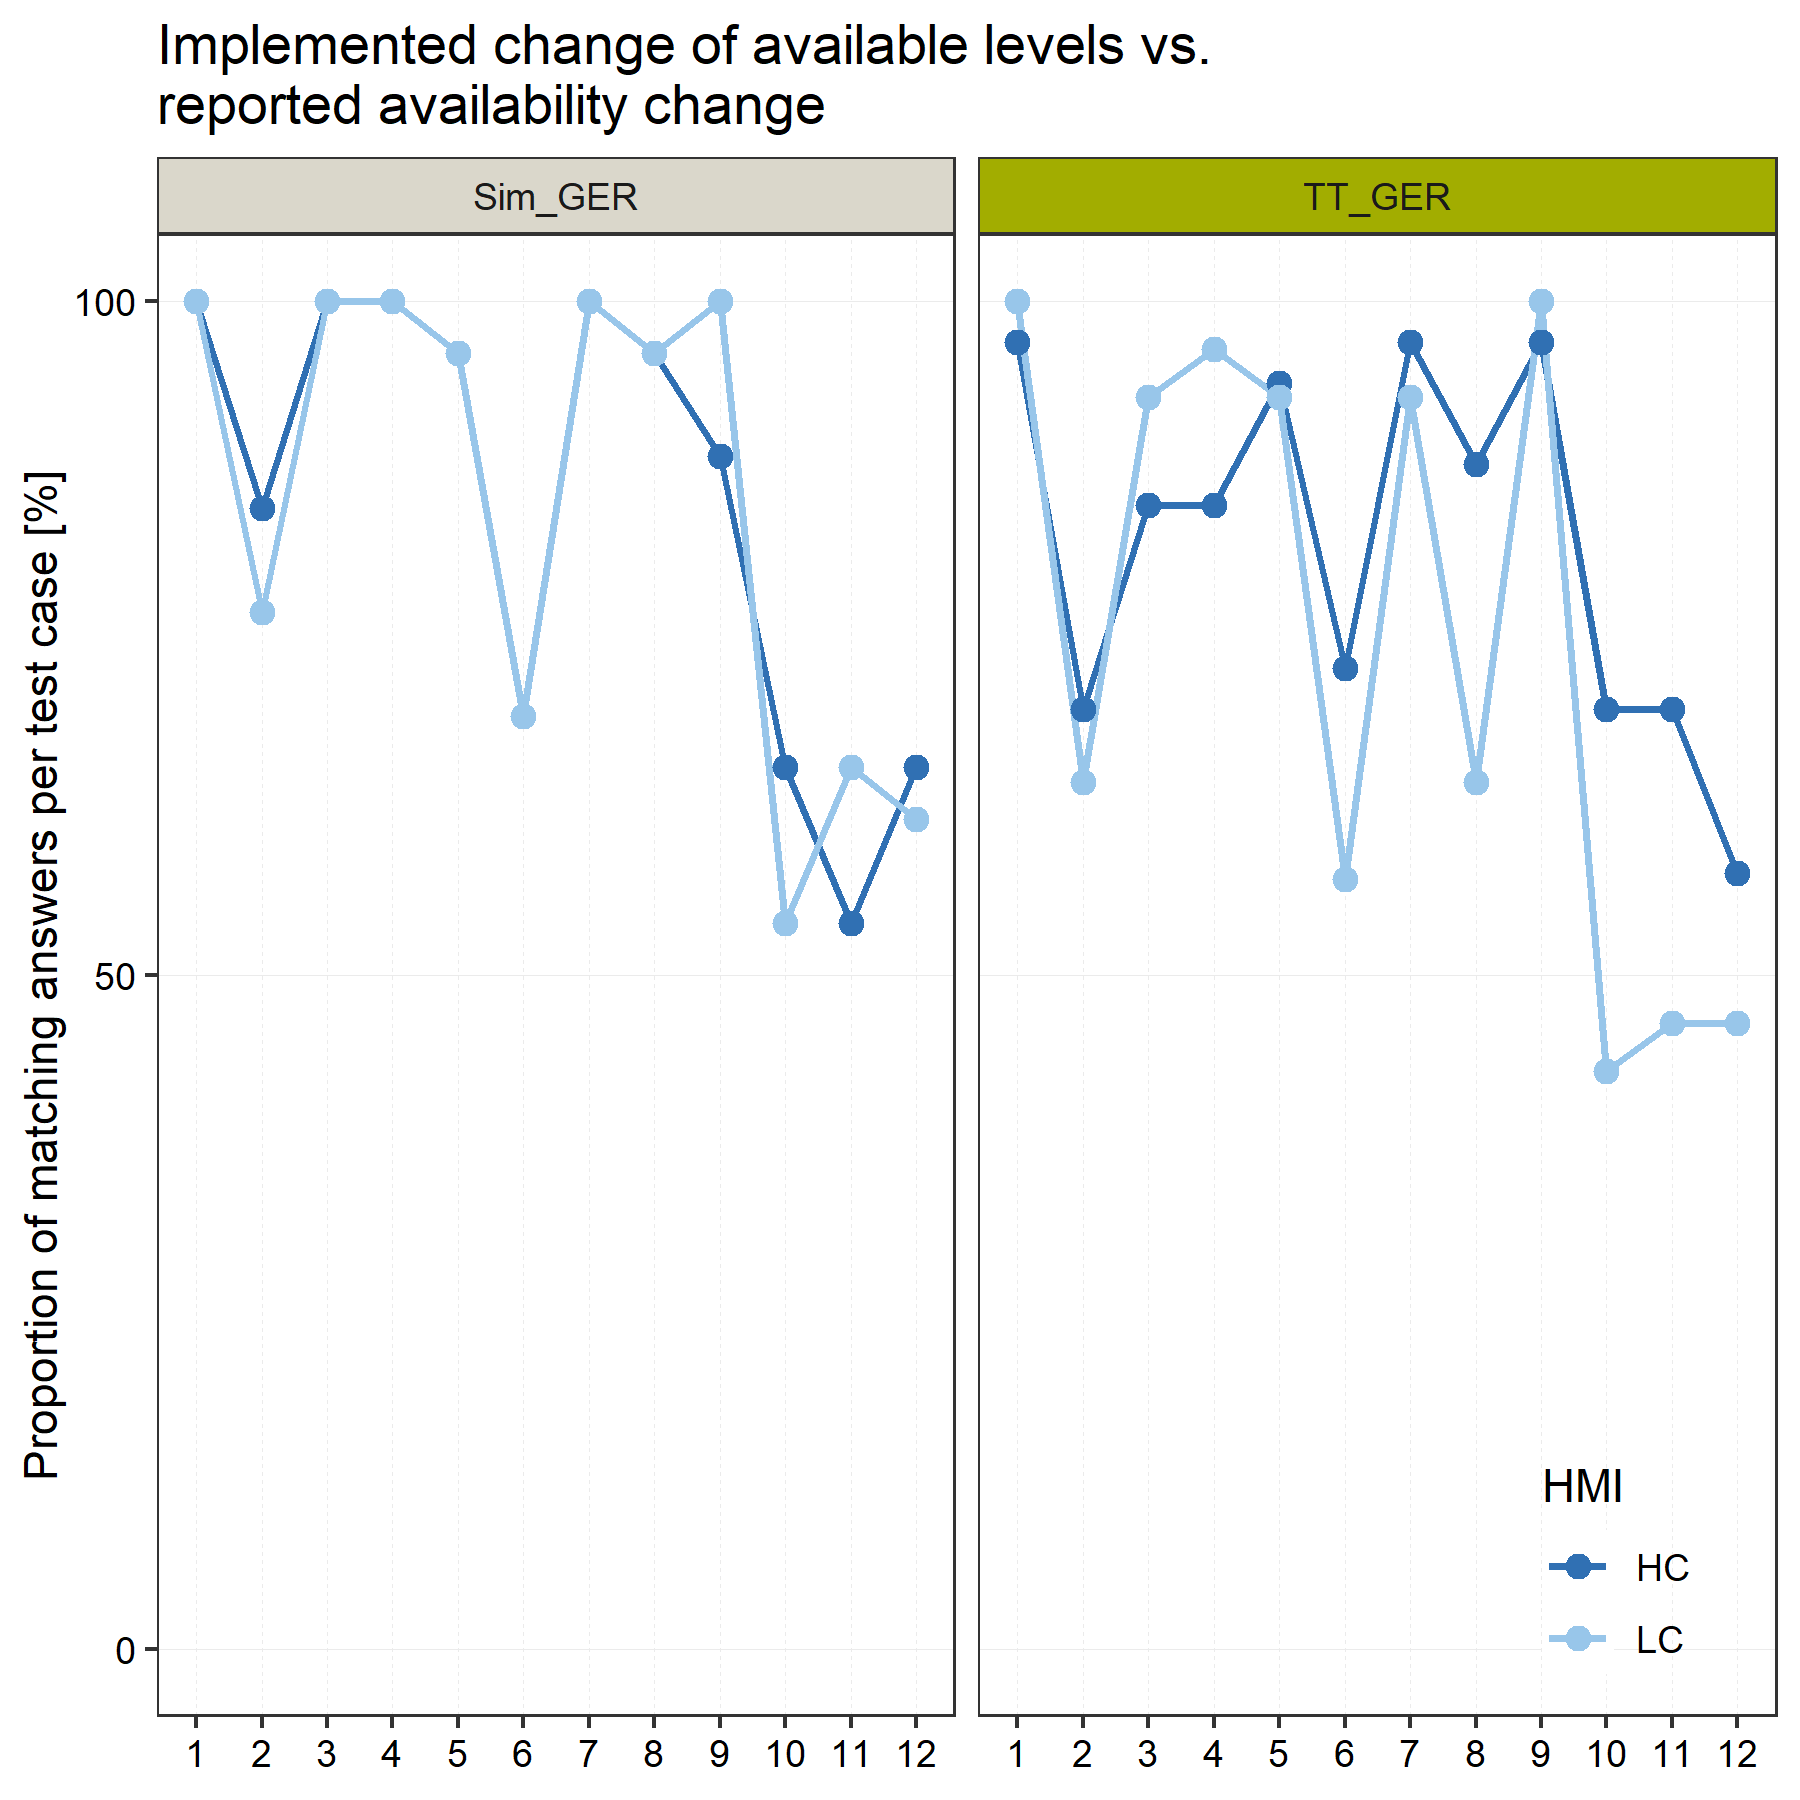 Implemented change of available levels vs.
reported availability change
Sim_GER
TT_GER
Proportion of matching answers per test case [%]
100
50
0
HMI
HC
LC
1 2 3 4 5 6 7 8 9 10 11 12
1 2 3 4 5 6 7 8 9 10 11 12